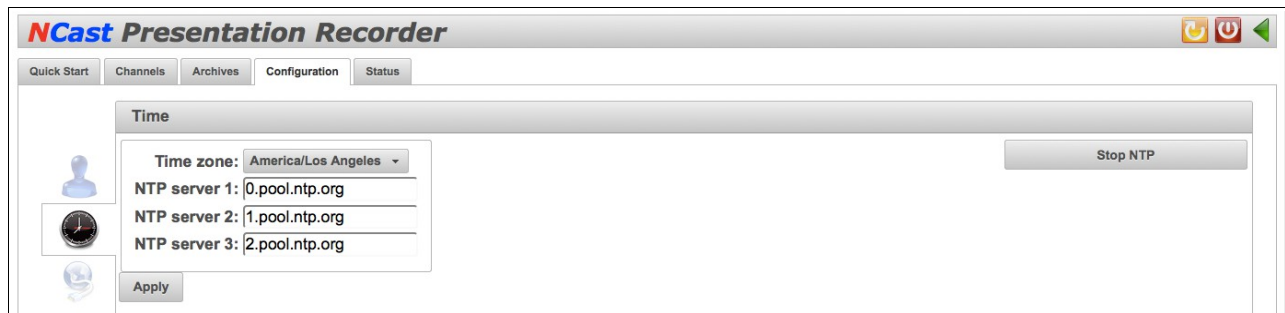 NCast Presentation Recorder
Quick Start Channels Archives Configuration Status
Time
Time zone: America/Los Angeles
Stop NTP
NTP server 1: 0.pool.ntp.org
NTP server 2: 1.pool.ntp.org
NTP server 3: 2.pool.ntp.org
Apply